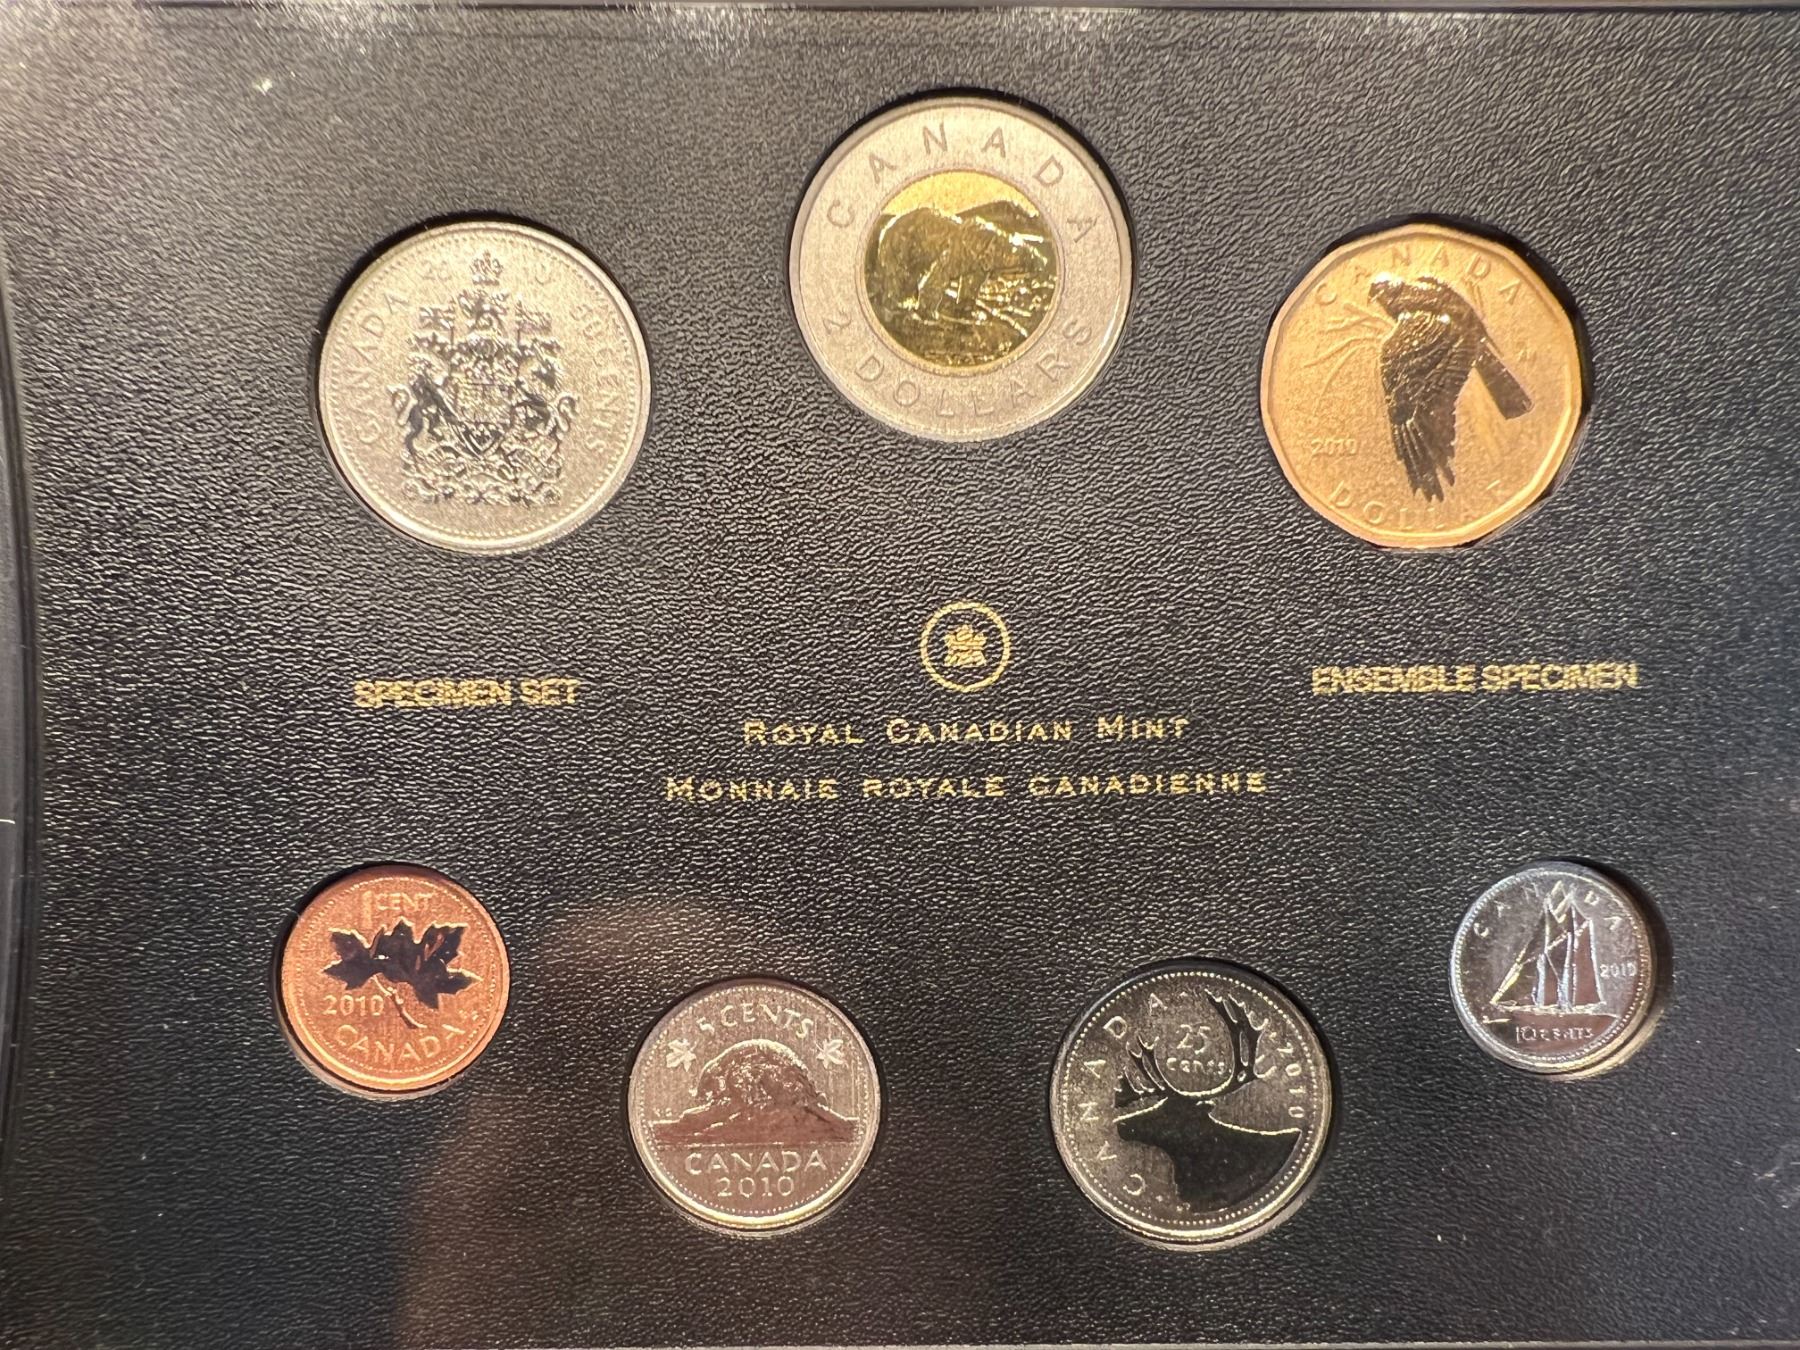 CANADA 2010 50 CENTS
CANADA
2 DOLLARS
CANADA
2010
DOLLAR
SPECIMEN SET
ENSEMBLE SPECIMEN
ROYAL CANADIAN MINT
MONNAIE ROYALE CANADIENNE
1 CENT
2010
CANADA
5 CENTS
CANADA
2010
CANADA
25
cents
2010
CANADA
2010
10 CENTS